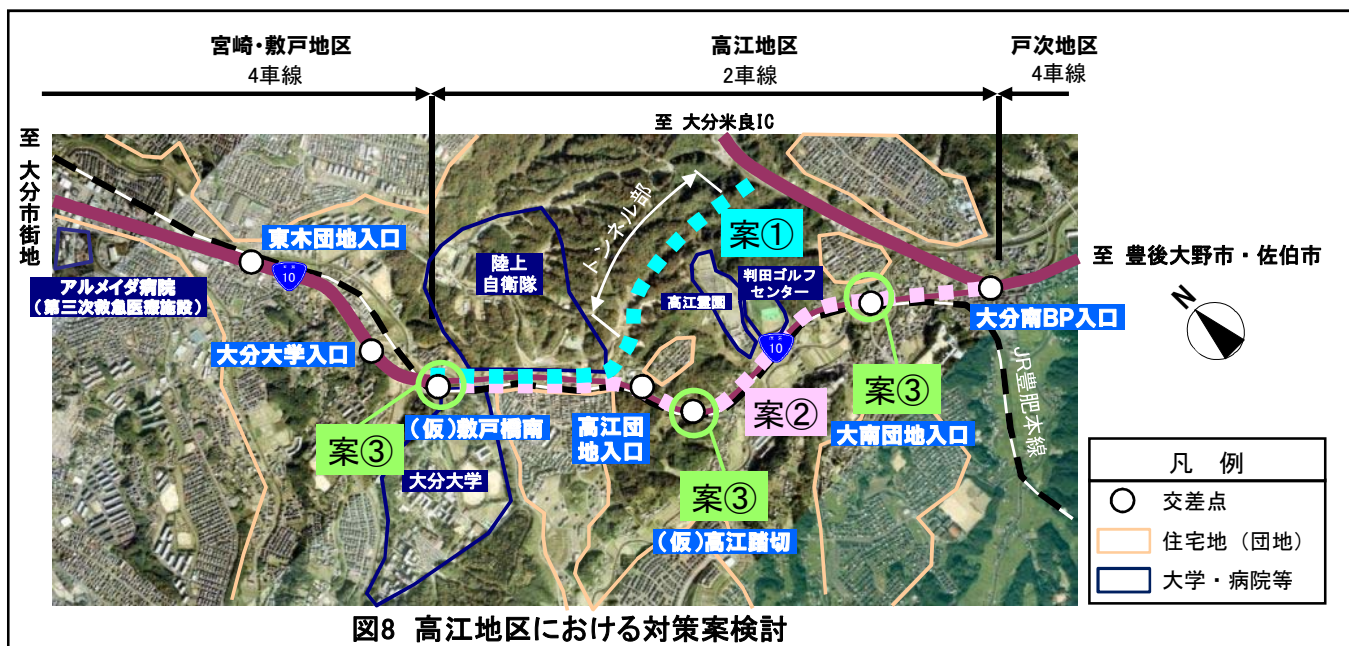 宮崎・敷戸地区
4車線
高江地区
2車線
戸次地区
4車線
至 大分米良IC
至 大分市街地
東木団地入口
10
アルメイダ病院
(第三次救急医療施設)
大分大学入口
陸上
自衛隊
トンネル部
案①
高江霊園
判田ゴルフ
センター
10
至 豊後大野市・佐伯市
N
大分南BP入口
案③
(仮)敷戸橋南
大分大学
高江団
地入口
案②
案③
大南団地入口
JR豊肥本線
案③
(仮)高江踏切
凡 例
交差点
住宅地(団地)
大学・病院等
図8 高江地区における対策案検討